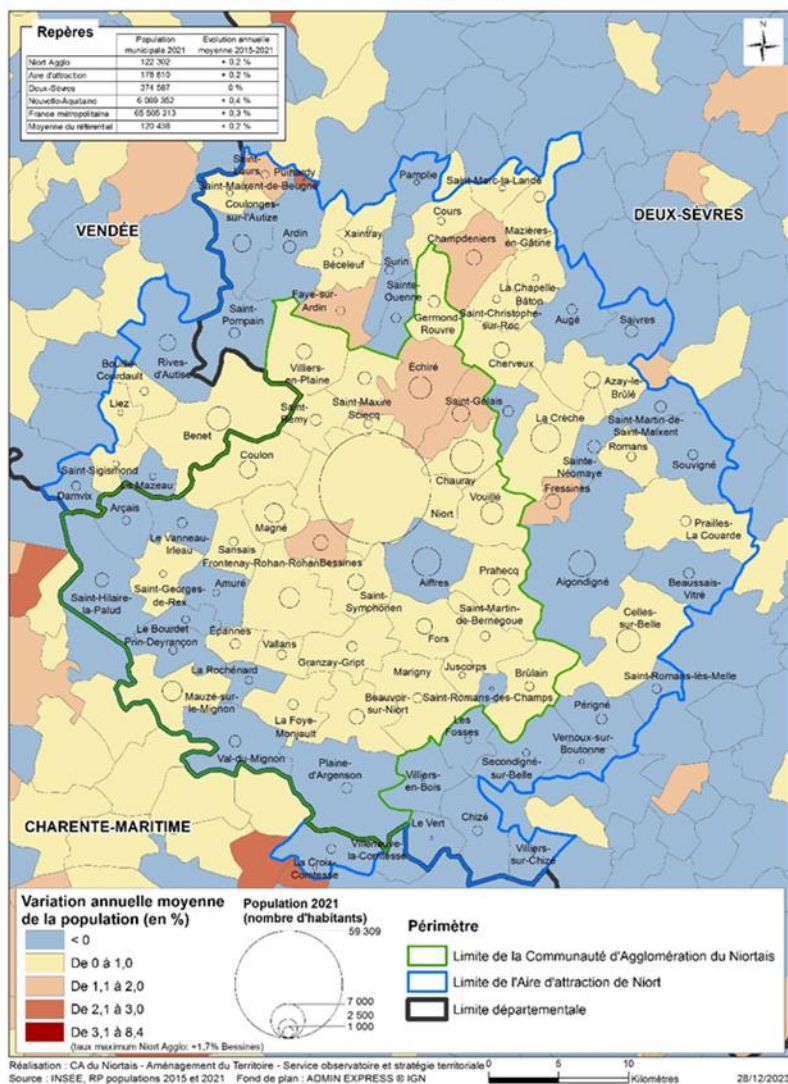 Repères
Population municipale 2021
Evolution annuelle moyenne 2015-2021
Niort Agglo 122 302 + 0,2 %
Aire d'attraction 178 610 + 0,2 %
Deux-Sèvres 374 587 0 %
Nouvelle-Aquitaine 6 069 352 + 0,4 %
France métropolitaine 65 505 213 + 0,3 %
Moyenne du référentiel 120 438 + 0,2 %
N
Saint-Laurs
Puihardy
Pamplie
Saint-Maixent-de-Beugné
Saint-Marc-la-Lande
Coulonges-sur-l'Autize
VENDÉE
DEUX-SÈVRES
Cours
Xaintray
Ardin
Champdeniers
Mazières-en-Gâtine
Béceleuf
Surin
La Chapelle-Bâton
Sainte-Ouenne
Faye-sur-Ardin
Germond-Rouvre
Saint-Christophe-sur-Roc
Augé
Saivres
Saint-Pompain
Rives-d'Autise
Villiers-en-Plaine
Échiré
Cherveux
Azay-le-Brûlé
Liez
Saint-Maxire
Saint-Gelais
La Crèche
Saint-Martin-de-Saint-Maixent
Sciecq
Saint-Rémy
Benet
Romans
Sainte-Néomaye
Souvigné
Coulon
Saint-Sigismond
Le Mazeau
Damvix
Chauray
Vouillé
Niort
Fressines
Arçais
Magné
Prailles-La Couarde
Le Vanneau-Irleau
Sansais
Frontenay-Rohan-Rohan
Bessines
Aiffres
Aigondigné
Saint-Georges-de-Rex
Amuré
Saint-Hilaire-la-Palud
Saint-Symphorien
Prahecq
Beaussais-Vitré
Saint-Martin-de-Bernegoue
Celles-sur-Belle
Le Bourdet
Prin-Deyrançon
Épannes
Vallans
Fors
Granzay-Gript
La Rochénard
Marigny
Juscorps
Brûlain
Saint-Romans-lès-Melle
Mauzé-sur-le-Mignon
Beauvoir-sur-Niort
Saint-Romans-des-Champs
La Foye-Monjault
Les Fosses
Périgné
Vernoux-sur-Boutonne
Val-du-Mignon
Plaine-d'Argenson
Secondigné-sur-Belle
Villiers-en-Bois
CHARENTE-MARITIME
Le Vert
Chizé
Villeneuve-la-Comtesse
La Croix-Comtesse
Villiers-sur-Chizé
Variation annuelle moyenne de la population (en %)
< 0
De 0 à 1,0
De 1,1 à 2,0
De 2,1 à 3,0
De 3,1 à 8,4
(taux maximum Niort Agglo: +1,7% Bessines)
Population 2021
(nombre d'habitants)
59 309
7 000
2 500
1 000
Périmètre
Limite de la Communauté d'Agglomération du Niortais
Limite de l'Aire d'attraction de Niort
Limite départementale
Réalisation : CA du Niortais - Aménagement du Territoire - Service observatoire et stratégie territoriale
Source : INSEE, RP populations 2015 et 2021 Fond de plan : ADMIN EXPRESS ® IGN
0 5 10
Kilomètres
28/12/2023